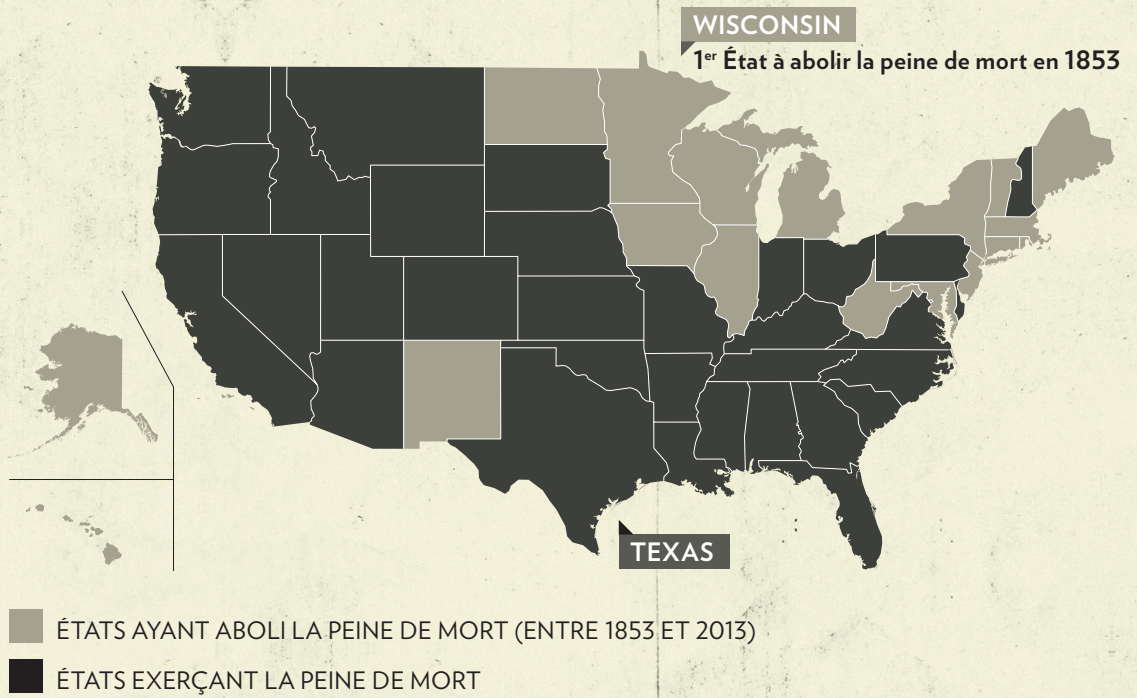 WISCONSIN
1er État à abolir la peine de mort en 1853
TEXAS
ÉTATS AYANT ABOLI LA PEINE DE MORT (ENTRE 1853 ET 2013)
ÉTATS EXERÇANT LA PEINE DE MORT